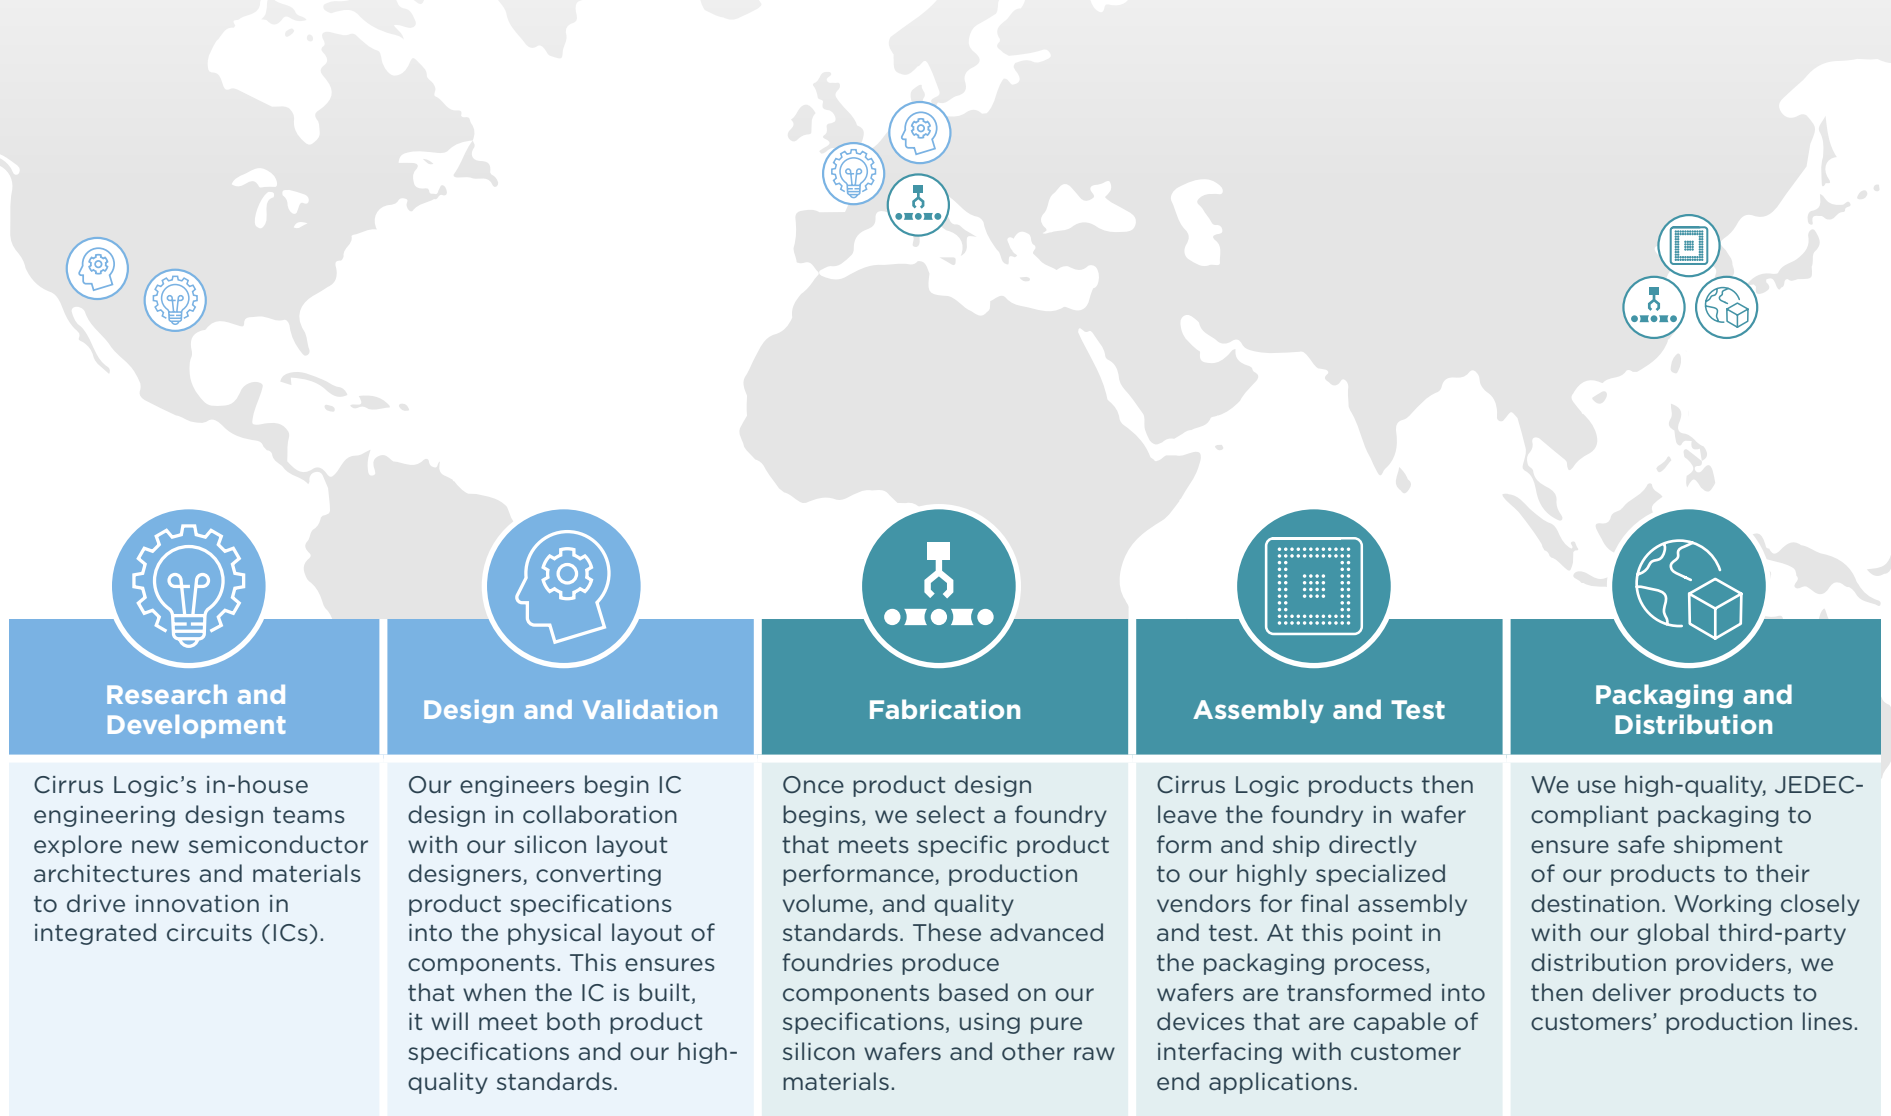 Research and
Development
Cirrus Logic’s in-house
engineering design teams
explore new semiconductor
architectures and materials
to drive innovation in
integrated circuits (ICs).
Design and Validation
Our engineers begin IC
design in collaboration
with our silicon layout
designers, converting
product specifications
into the physical layout of
components. This ensures
that when the IC is built,
it will meet both product
specifications and our high-
quality standards.
Fabrication
Once product design
begins, we select a foundry
that meets specific product
performance, production
volume, and quality
standards. These advanced
foundries produce
components based on our
specifications, using pure
silicon wafers and other raw
materials.
Assembly and Test
Cirrus Logic products then
leave the foundry in wafer
form and ship directly
to our highly specialized
vendors for final assembly
and test. At this point in
the packaging process,
wafers are transformed into
devices that are capable of
interfacing with customer
end applications.
Packaging and
Distribution
We use high-quality, JEDEC-
compliant packaging to
ensure safe shipment
of our products to their
destination. Working closely
with our global third-party
distribution providers, we
then deliver products to
customers’ production lines.